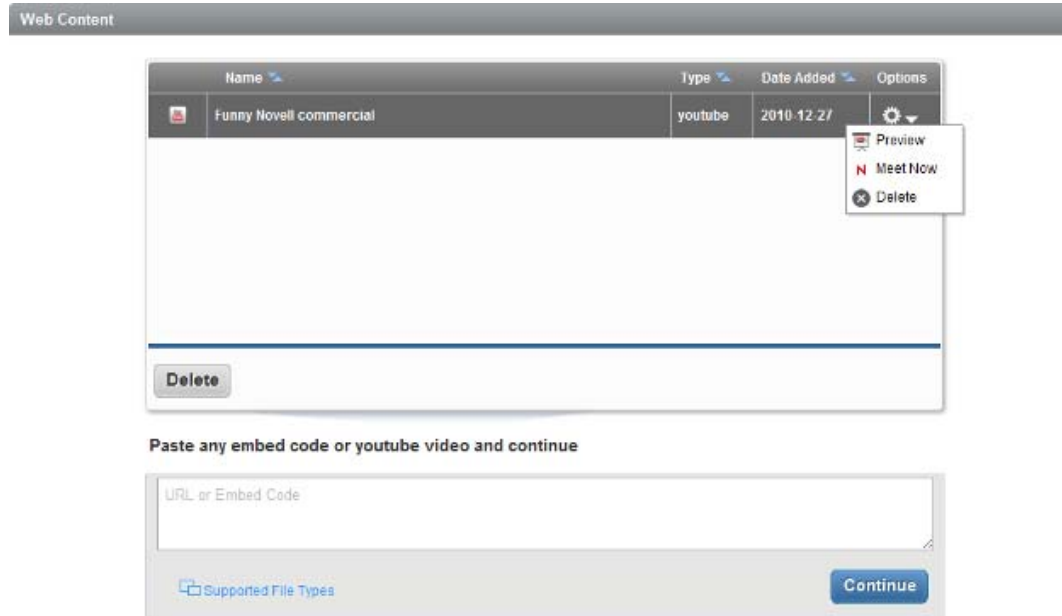 Web Content
Name Type Date Added Options
Funny Novell commercial youtube 2010-12-27
Preview
N Meet Now
Delete
Delete
Paste any embed code or youtube video and continue
URL or Embed Code
Supported File Types
Continue